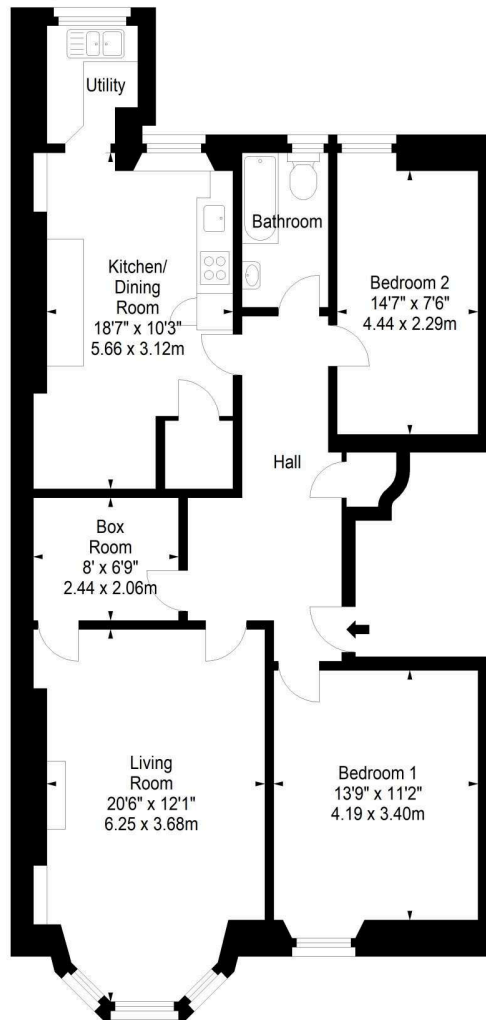 Utility
Kitchen/
Dining
Room
18'7" x 10'3"
5.66 x 3.12m
Bathroom
Bedroom 2
14'7" x 7'6"
4.44 x 2.29m
Hall
Box
Room
8' x 6'9"
2.44 x 2.06m
Living
Room
20'6" x 12'1"
6.25 x 3.68m
Bedroom 1
13'9" x 11'2"
4.19 x 3.40m